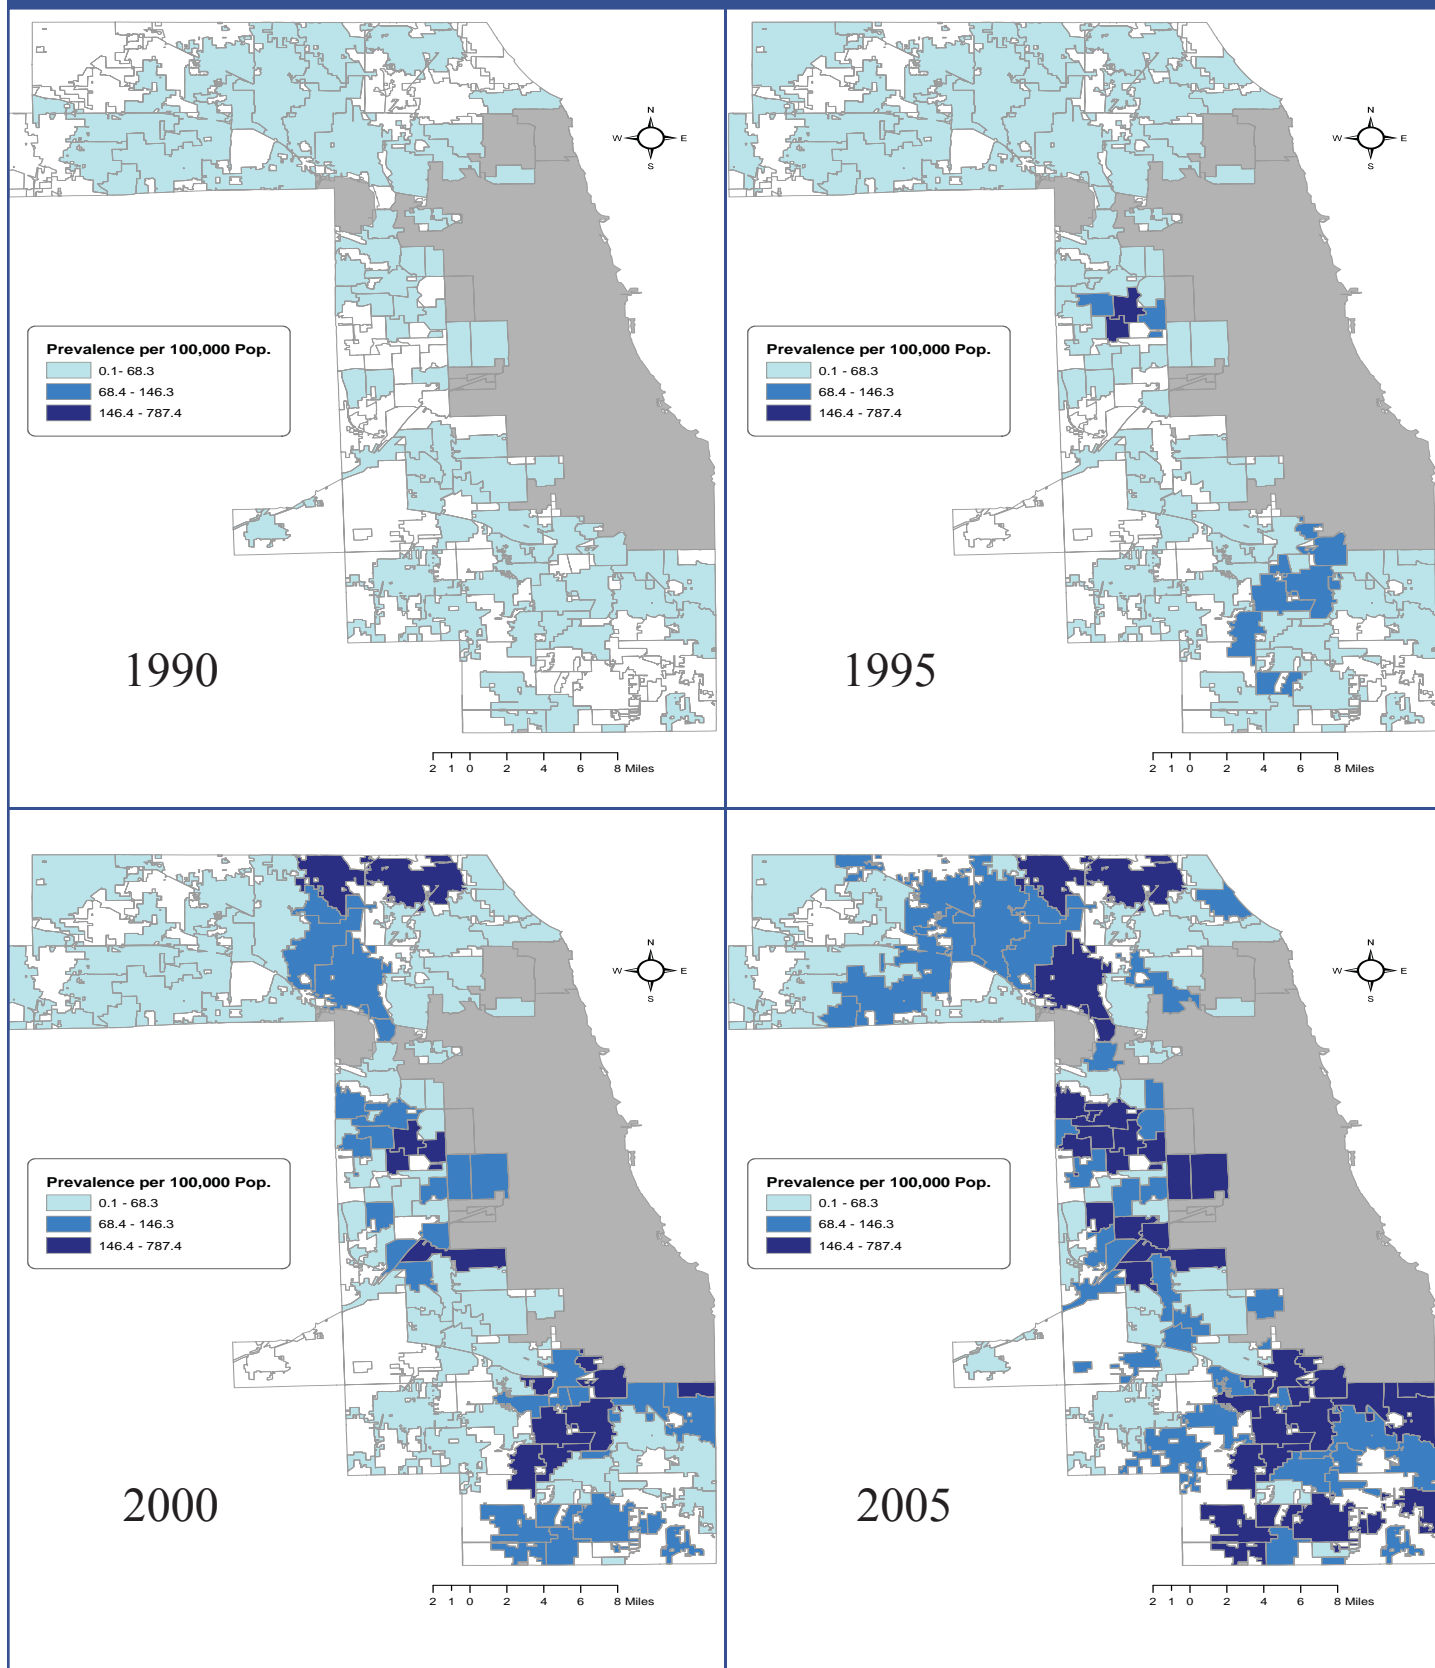 N
W E
S
Prevalence per 100,000 Pop.
0.1- 68.3
68.4 - 146.3
146.4 - 787.4
1990
2 1 0 2 4 6 8 Miles
N
W E
S
Prevalence per 100,000 Pop.
0.1- 68.3
68.4 - 146.3
146.4 - 787.4
1995
2 1 0 2 4 6 8 Miles
N
W E
S
Prevalence per 100,000 Pop.
0.1 - 68.3
68.4 - 146.3
146.4 - 787.4
2000
2 1 0 2 4 6 8 Miles
N
W E
S
Prevalence per 100,000 Pop.
0.1 - 68.3
68.4 - 146.3
146.4 - 787.4
2005
2 1 0 2 4 6 8 Miles